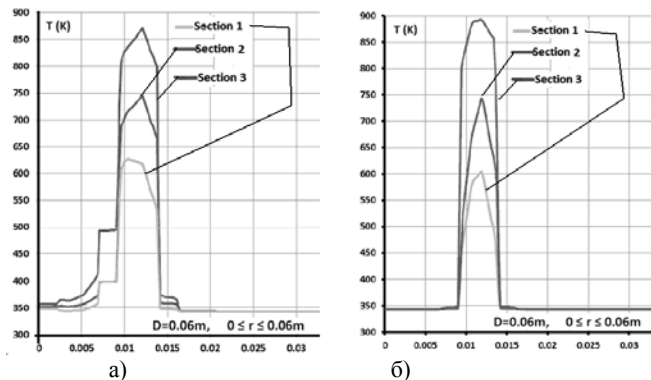 T (K)
Section 1
Section 2
Section 3
900
850
800
750
700
650
600
550
500
450
400
350
300
D=0.06m, 0 ≤ r ≤ 0.06m
0 0.005 0.01 0.015 0.02 0.025 0.03
а)
T (K)
Section 1
Section 2
Section 3
900
850
800
750
700
650
600
550
500
450
400
350
300
D=0.06m, 0 ≤ r ≤ 0.06m
0 0.005 0.01 0.015 0.02 0.025 0.03
б)